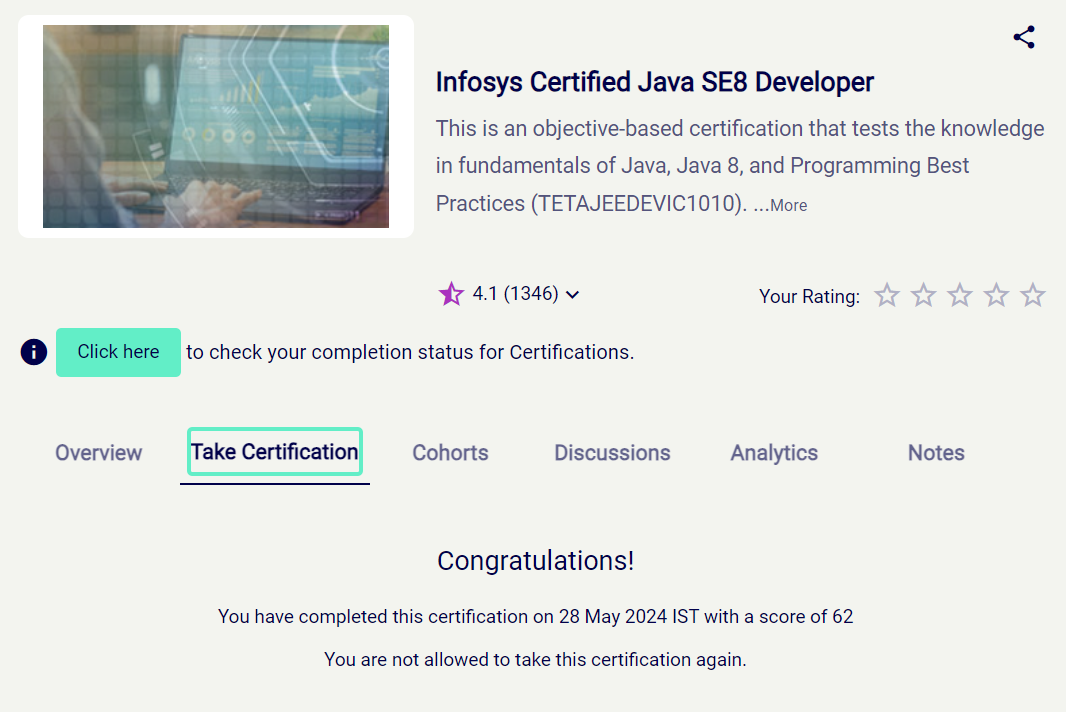 Infosys Certified Java SE8 Developer
This is an objective-based certification that tests the knowledge
in fundamentals of Java, Java 8, and Programming Best
Practices (TETAJEEDEVIC1010). ...More
4.1 (1346)
Your Rating:
Click here to check your completion status for Certifications.
Overview Take Certification Cohorts Discussions Analytics Notes
Congratulations!
You have completed this certification on 28 May 2024 IST with a score of 62
You are not allowed to take this certification again.